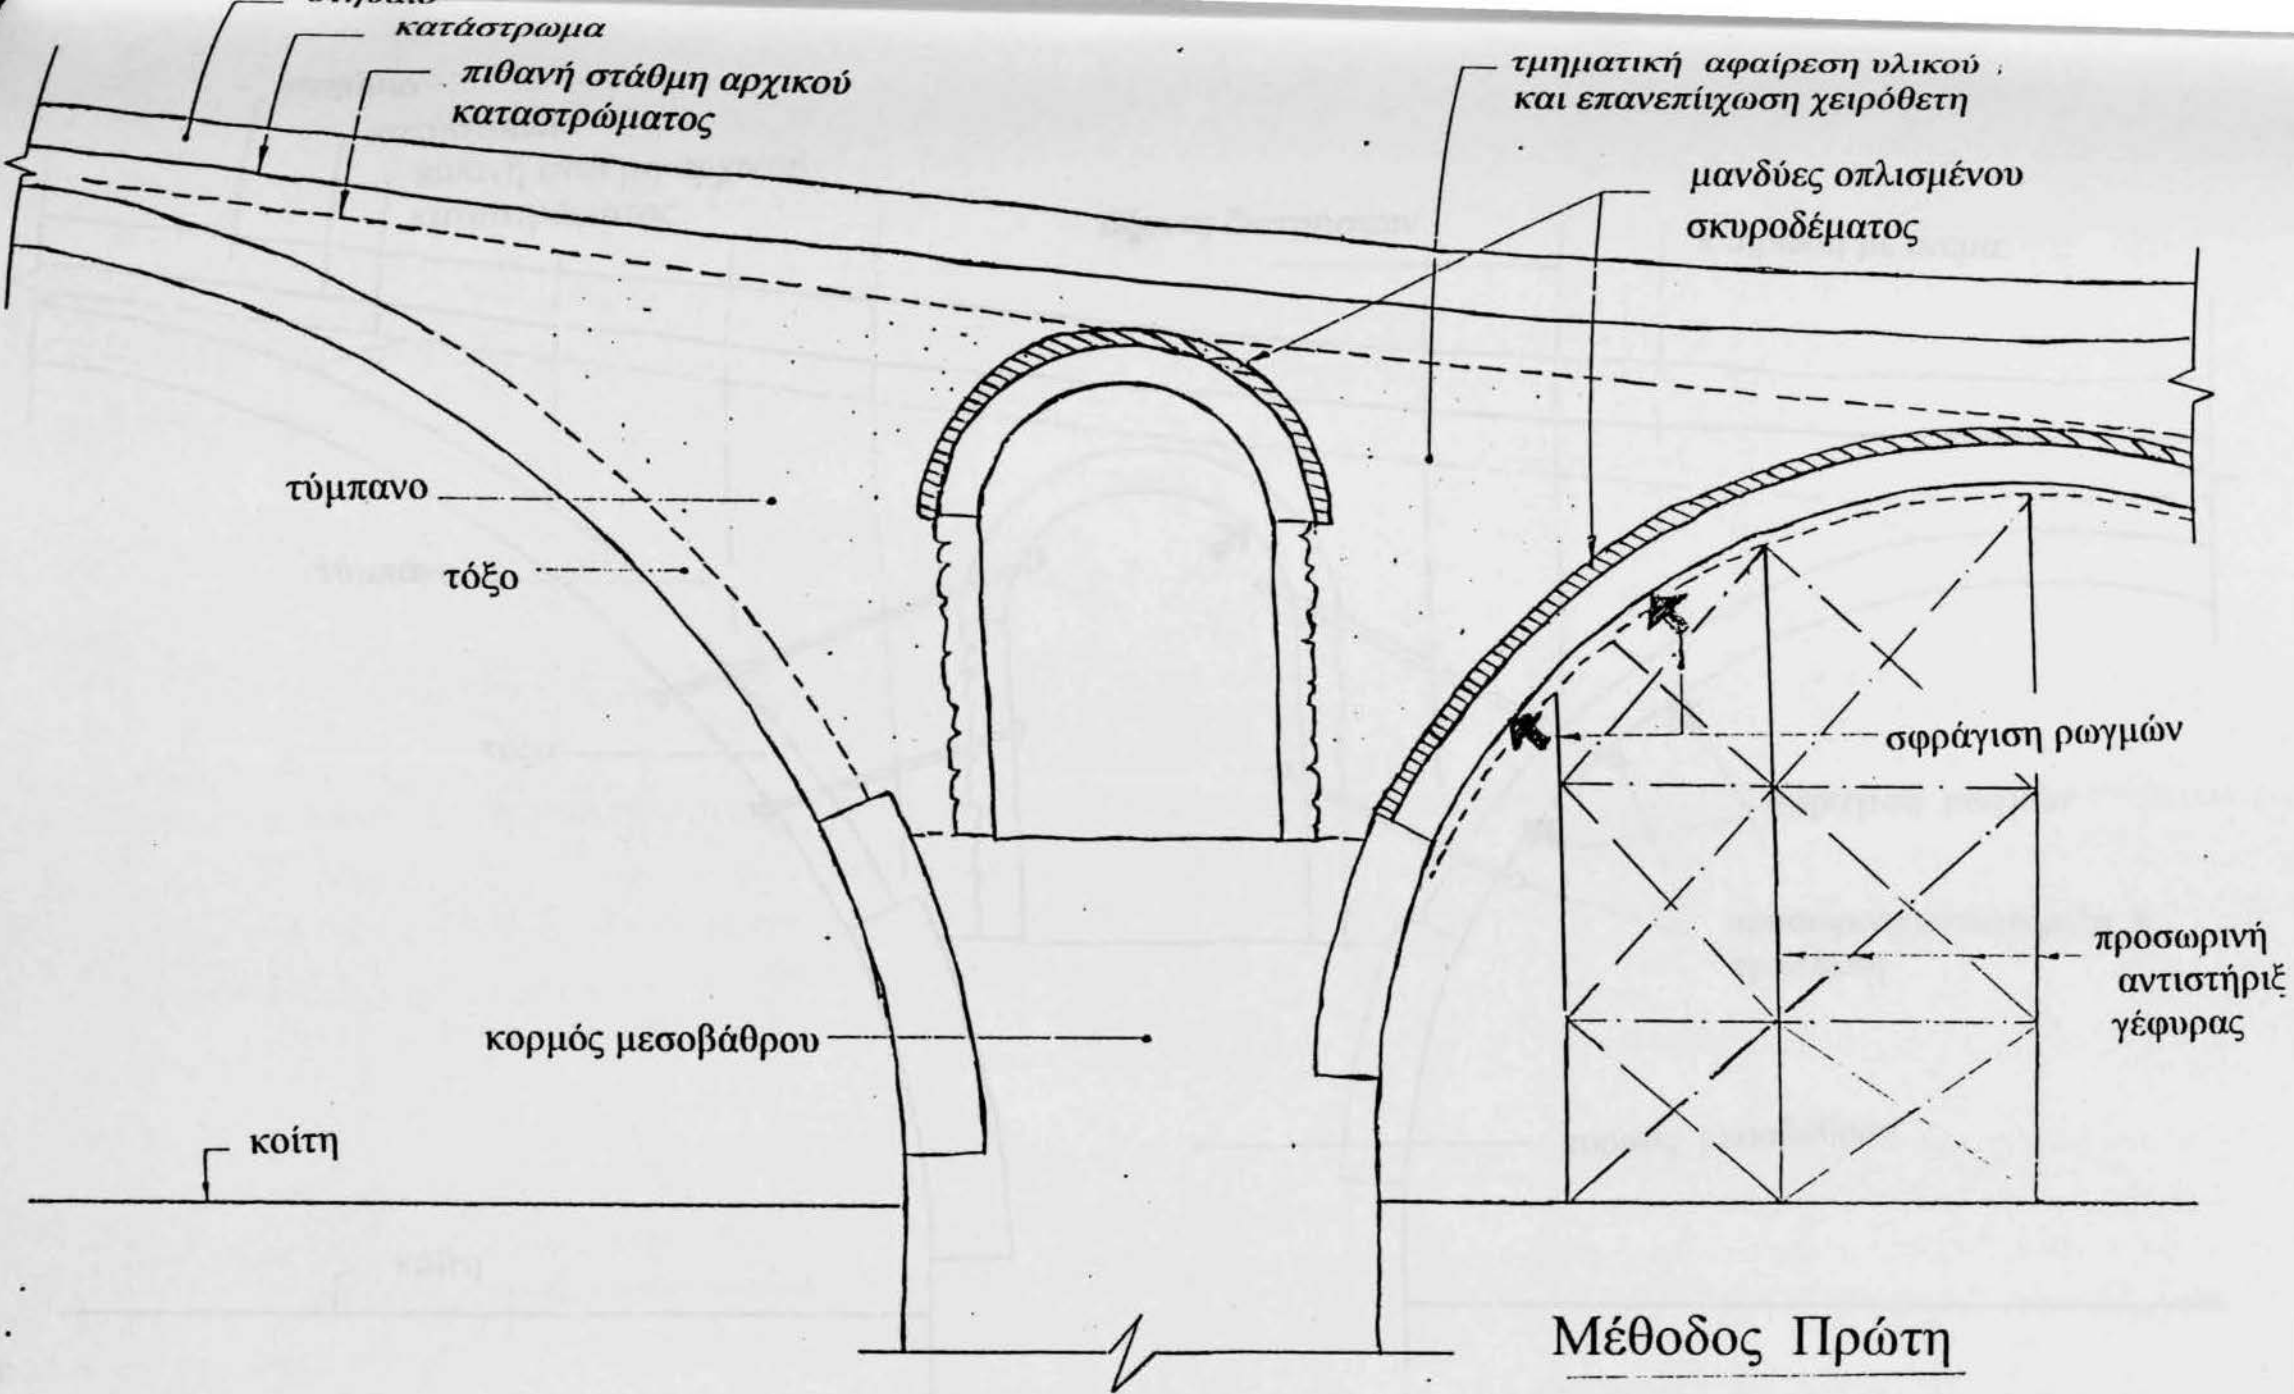 κατάστρωμα
πιθανή στάθμη αρχικού
καταστρώματος
τμηματική αφαίρεση υλικού
και επανεπίιχωση χειρόθετη
μανδύες οπλισμένου
σκυροδέματος
τύμπανο
τόξο
σφράγιση ρωγμών
προσωρινή
αντιστήριξ
γέφυρας
κορμός μεσοβάθρου
κοίτη
Μέθοδος Πρώτη